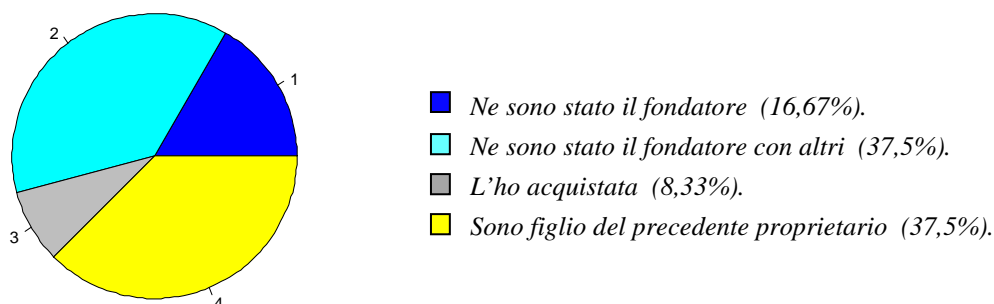 2
1
3
4
Ne sono stato il fondatore (16,67%).
Ne sono stato il fondatore con altri (37,5%).
L'ho acquistata (8,33%).
Sono figlio del precedente proprietario (37,5%).